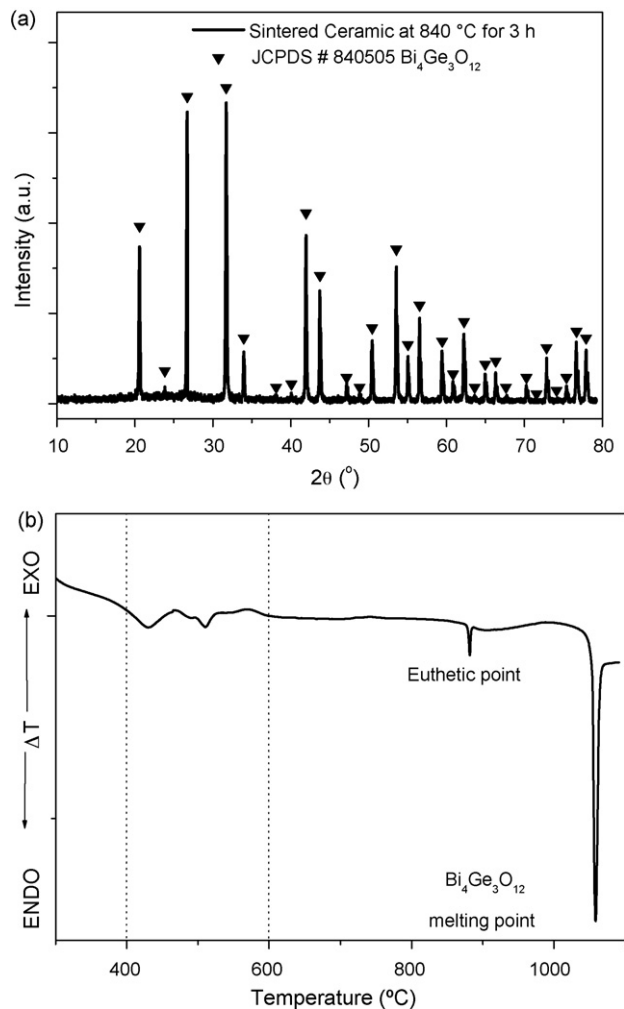 (a)
Sintered Ceramic at 840 °C for 3 h
JCPDS # 840505 Bi₄Ge₃O₁₂
Intensity (a.u.)
10 20 30 40 50 60 70 80
2θ (°)
(b)
EXO
ΔT
ENDO
Euthetic point
Bi₄Ge₃O₁₂
melting point
400 600 800 1000
Temperature (ºC)